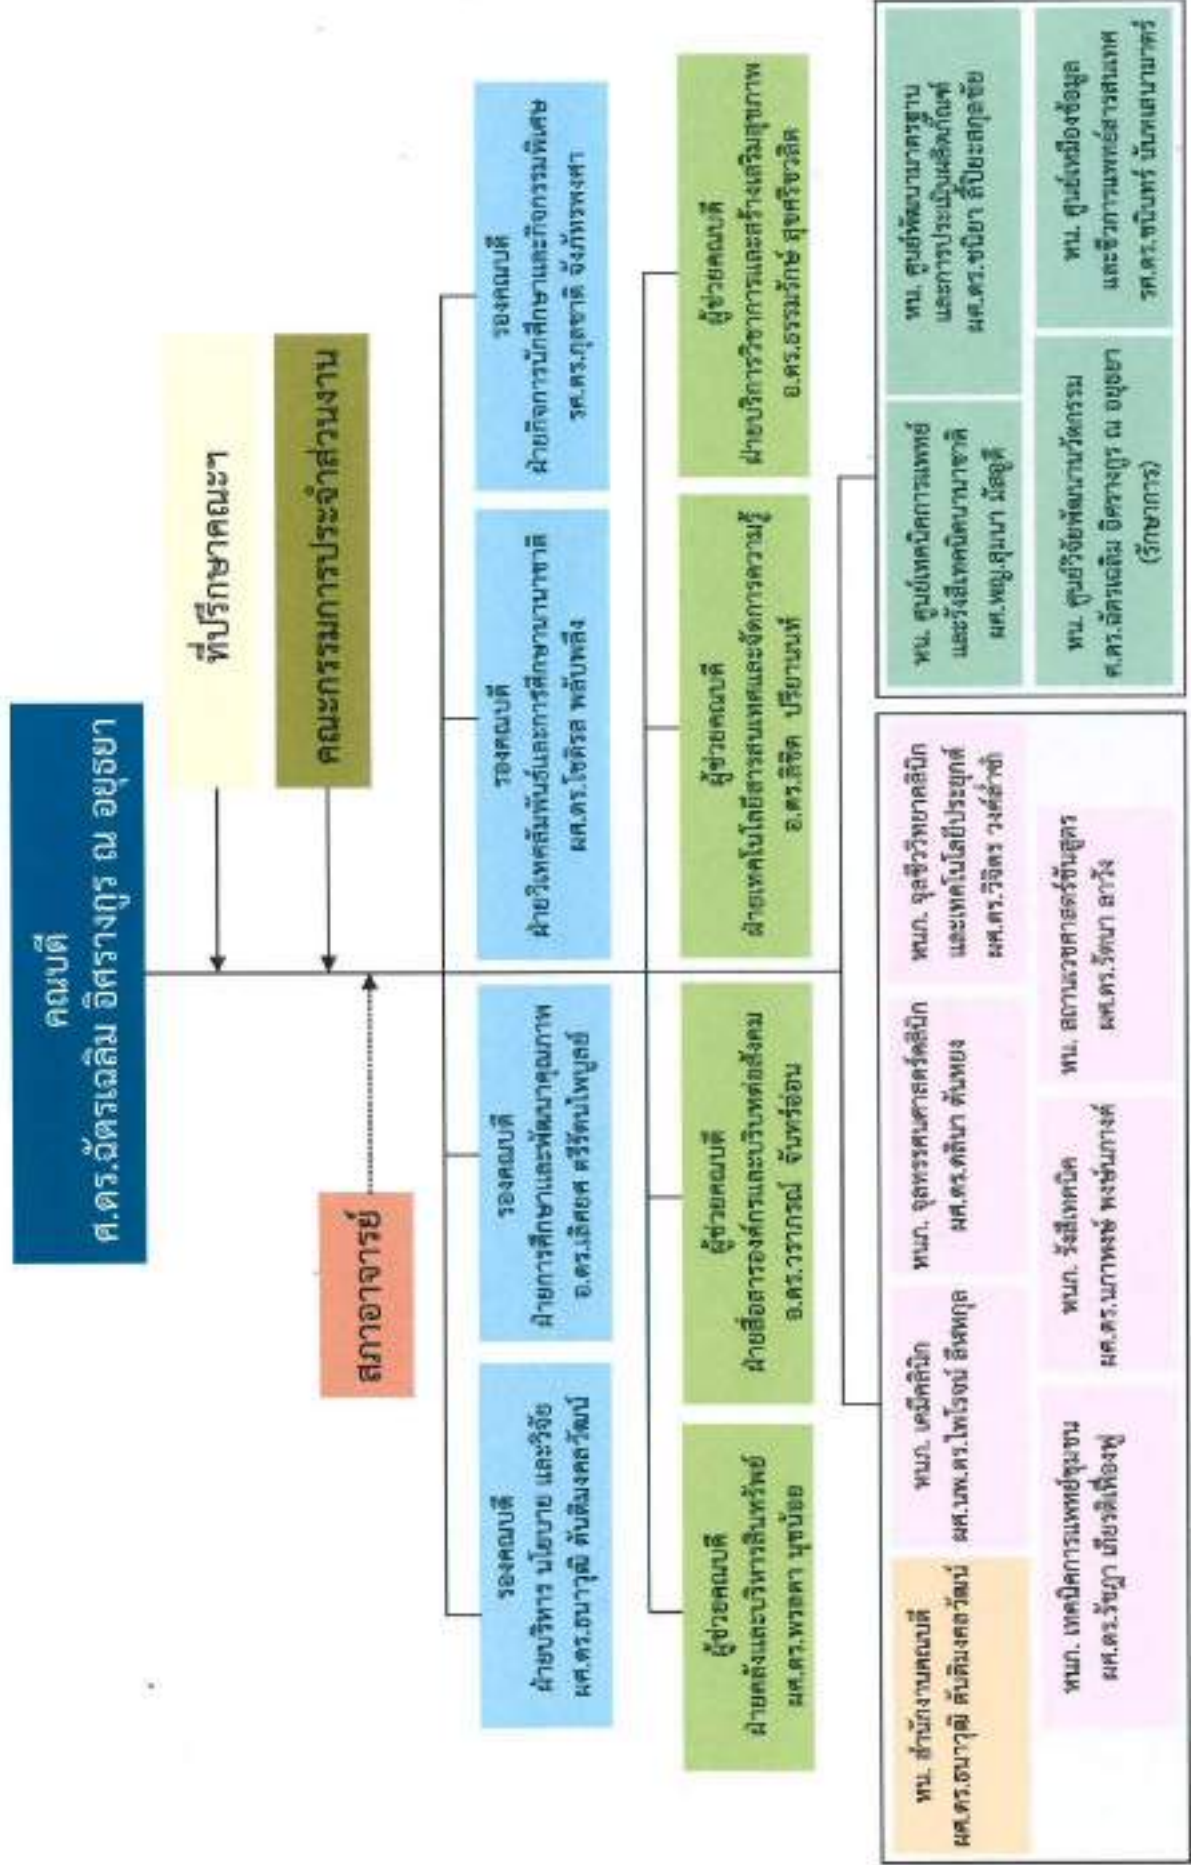 คณบดี
ศ.ดร.ฉัตรเฉลิม อิศรางกูร ณ อยุธยา
ที่ปรึกษาคณะฯ
คณะกรรมการประจำส่วนงาน
สภาอาจารย์
รองคณบดี
ฝ่ายบริหาร นโยบาย และวิจัย
ผศ.ดร.ธนาวุฒิ ตันติมงคลวัฒน์
รองคณบดี
ฝ่ายการศึกษาและพัฒนาคุณภาพ
อ.ดร.เลิศยศ ตรีรัตนไพบูลย์
รองคณบดี
ฝ่ายวิเทศสัมพันธ์และการศึกษานานาชาติ
ผศ.ดร.โชติรส พลับพลึง
รองคณบดี
ฝ่ายกิจการนักศึกษาและกิจกรรมพิเศษ
รศ.ดร.กุลชาติ จังภัทรพงศา
ผู้ช่วยคณบดี
ฝ่ายคลังและบริหารสินทรัพย์
ผศ.ดร.พรลดา นุชน้อย
ผู้ช่วยคณบดี
ฝ่ายสื่อสารองค์กรและบริบทต่อสังคม
อ.ดร.วราภรณ์ จันทร์อ่อน
ผู้ช่วยคณบดี
ฝ่ายเทคโนโลยีสารสนเทศและจัดการความรู้
อ.ดร.ลิขิต ปรียานนท์
ผู้ช่วยคณบดี
ฝ่ายบริการวิชาการและสร้างเสริมสุขภาพ
อ.ดร.ธรรมรักษ์ สุขศรีชวลิต
หน. สำนักงานคณบดี
ผศ.ดร.ธนาวุฒิ ตันติมงคลวัฒน์
หนภ. เคมีคลินิก
ผศ.นพ.ดร.ไพโรจน์ ลีฬหกุล
หนภ. จุลทรรศนศาสตร์คลินิก
ผศ.ดร.ดลินา ตันหยง
หนภ. จุลชีววิทยาคลินิก
และเทคโนโลยีประยุกต์
ผศ.ดร.วิจิตร วงศ์ล่ำซำ
หนภ. เทคนิคการแพทย์ชุมชน
ผศ.ดร.รัชฎา เกียรติเฟื่องฟู
หนภ. รังสีเทคนิค
ผศ.ดร.นภาพงษ์ พงษ์นภางค์
หน. สถานเวชศาสตร์ชันสูตร
ผศ.ดร.รัตนา ลาวัง
หน. ศูนย์เทคนิคการแพทย์
และรังสีเทคนิคนานาชาติ
ผศ.พญ.สุมนา มัสอูดี
หน. ศูนย์พัฒนามาตรฐาน
และการประเมินผลิตภัณฑ์
ผศ.ดร.ชนิยา ลี้ปิยะสกุลชัย
หน. ศูนย์วิจัยพัฒนานวัตกรรม
ศ.ดร.ฉัตรเฉลิม อิศรางกูร ณ อยุธยา
(รักษาการ)
หน. ศูนย์เหมืองข้อมูล
และชีวการแพทย์สารสนเทศ
รศ.ดร.ชนินทร์ นันทเสนามาตร์